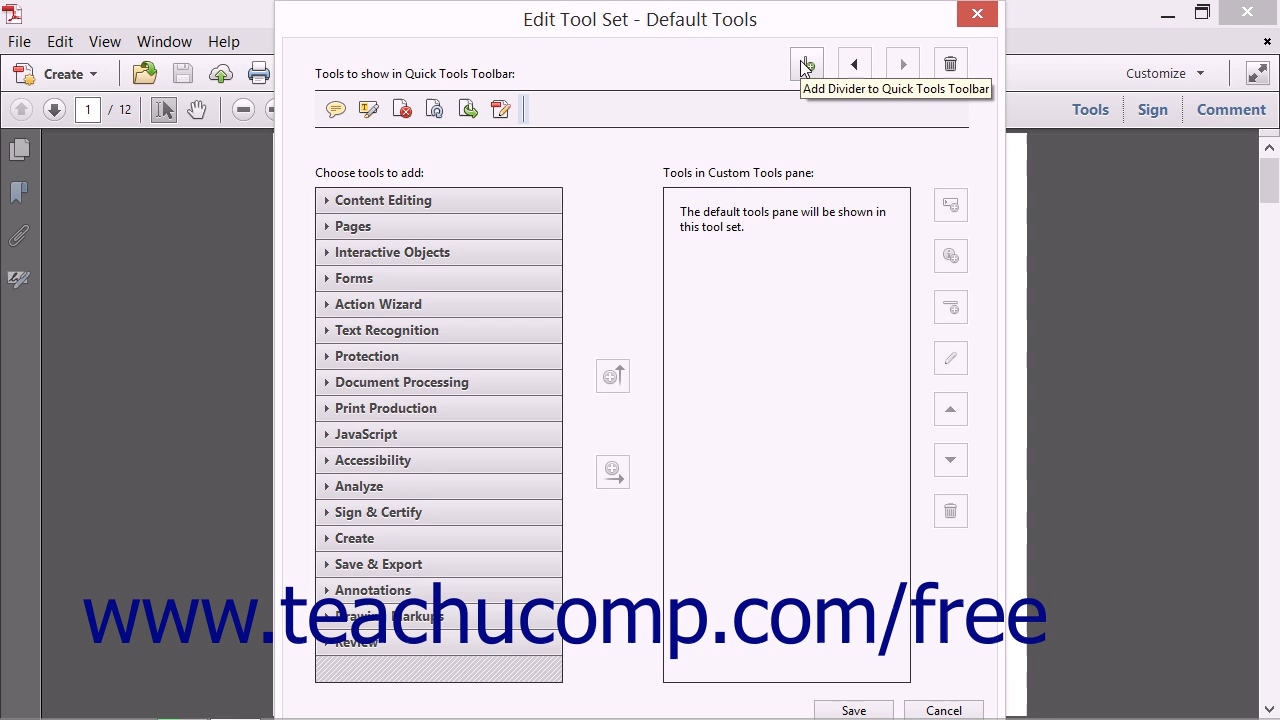 Edit Tool Set - Default Tools
File Edit View Window Help
Create
Tools to show in Quick Tools Toolbar:
Customize
Add Divider to Quick Tools Toolbar
1 / 12
Tools Sign Comment
Choose tools to add:
Tools in Custom Tools pane:
Content Editing
Pages
Interactive Objects
Forms
Action Wizard
Text Recognition
Protection
Document Processing
Print Production
JavaScript
Accessibility
Analyze
Sign & Certify
Create
Save & Export
Annotations
Drawing Markups
Review
The default tools pane will be shown in
this tool set.
www.teachucomp.com/free
Save Cancel